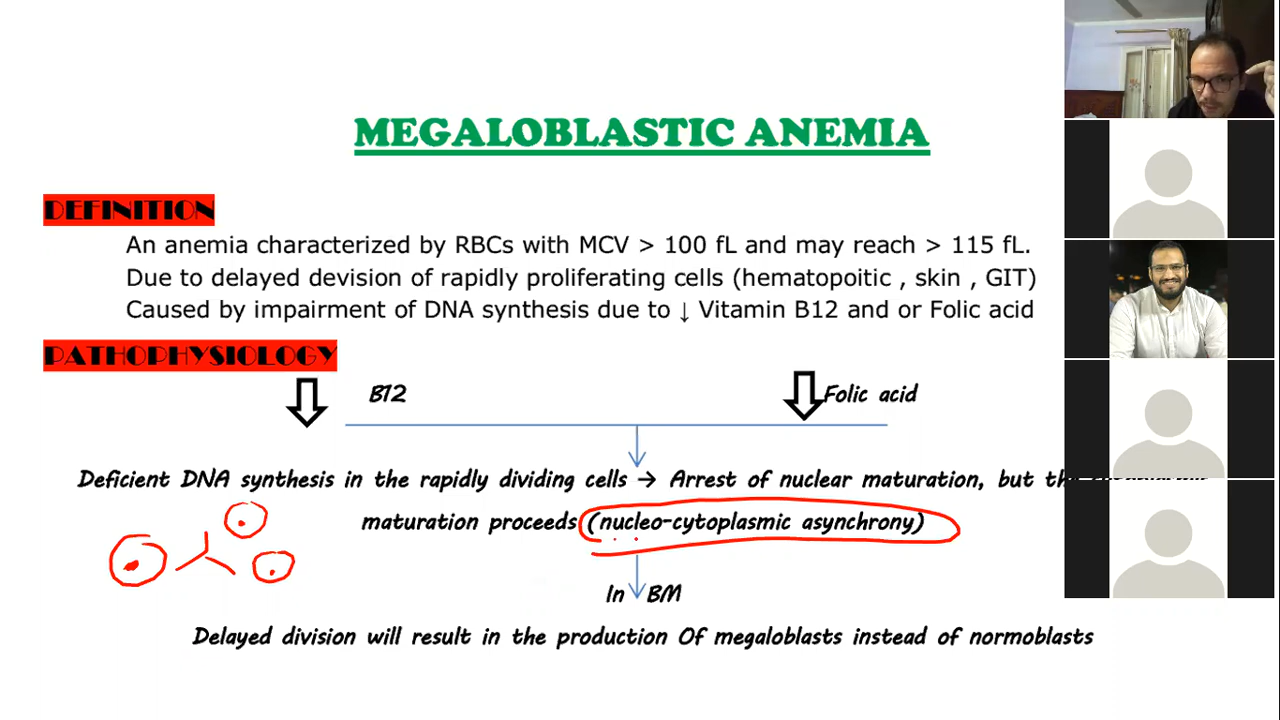 MEGALOBLASTIC ANEMIA
DEFINITION
An anemia characterized by RBCs with MCV > 100 fL and may reach > 115 fL.
Due to delayed devision of rapidly proliferating cells (hematopoitic , skin , GIT)
Caused by impairment of DNA synthesis due to ↓ Vitamin B12 and or Folic acid
PATHOPHYSIOLOGY
B12
Folic acid
Deficient DNA synthesis in the rapidly dividing cells → Arrest of nuclear maturation, but
maturation proceeds (nucleo-cytoplasmic asynchrony)
In BM
Delayed division will result in the production Of megaloblasts instead of normoblasts